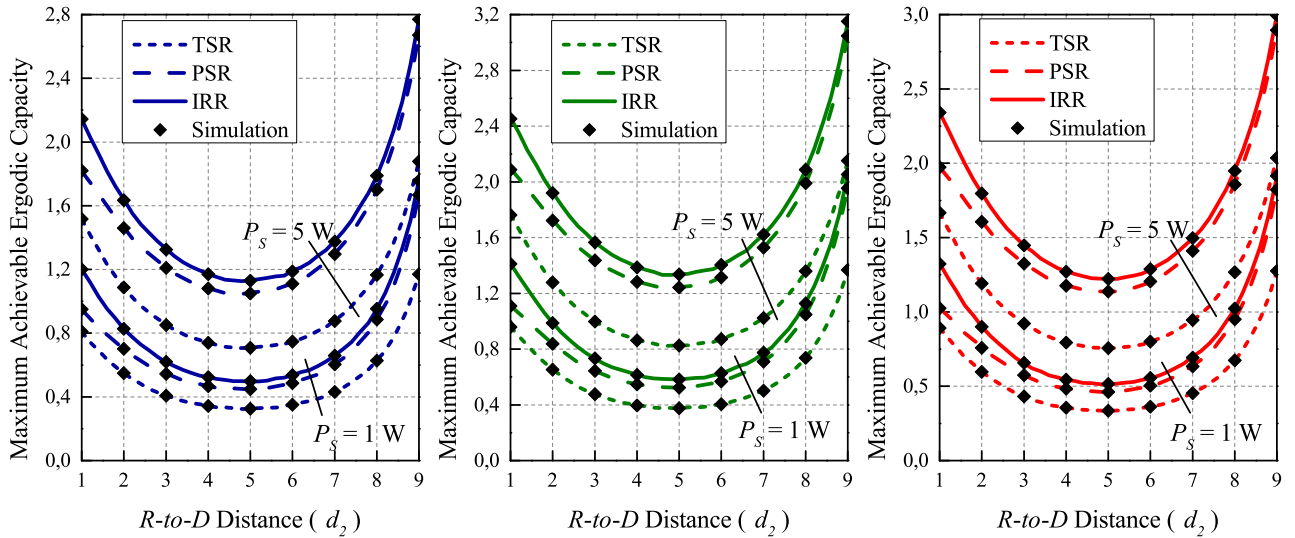 Maximum Achievable Ergodic Capacity
2,8
2,4
2,0
1,6
1,2
0,8
0,4
0,0
TSR
PSR
IRR
Simulation
P_S = 5 W
P_S = 1 W
1 2 3 4 5 6 7 8 9
R-to-D Distance ( d_2 )
Maximum Achievable Ergodic Capacity
3,2
2,8
2,4
2,0
1,6
1,2
0,8
0,4
0,0
TSR
PSR
IRR
Simulation
P_S = 5 W
P_S = 1 W
1 2 3 4 5 6 7 8 9
R-to-D Distance ( d_2 )
Maximum Achievable Ergodic Capacity
3,0
2,5
2,0
1,5
1,0
0,5
0,0
TSR
PSR
IRR
Simulation
P_S = 5 W
P_S = 1 W
1 2 3 4 5 6 7 8 9
R-to-D Distance ( d_2 )